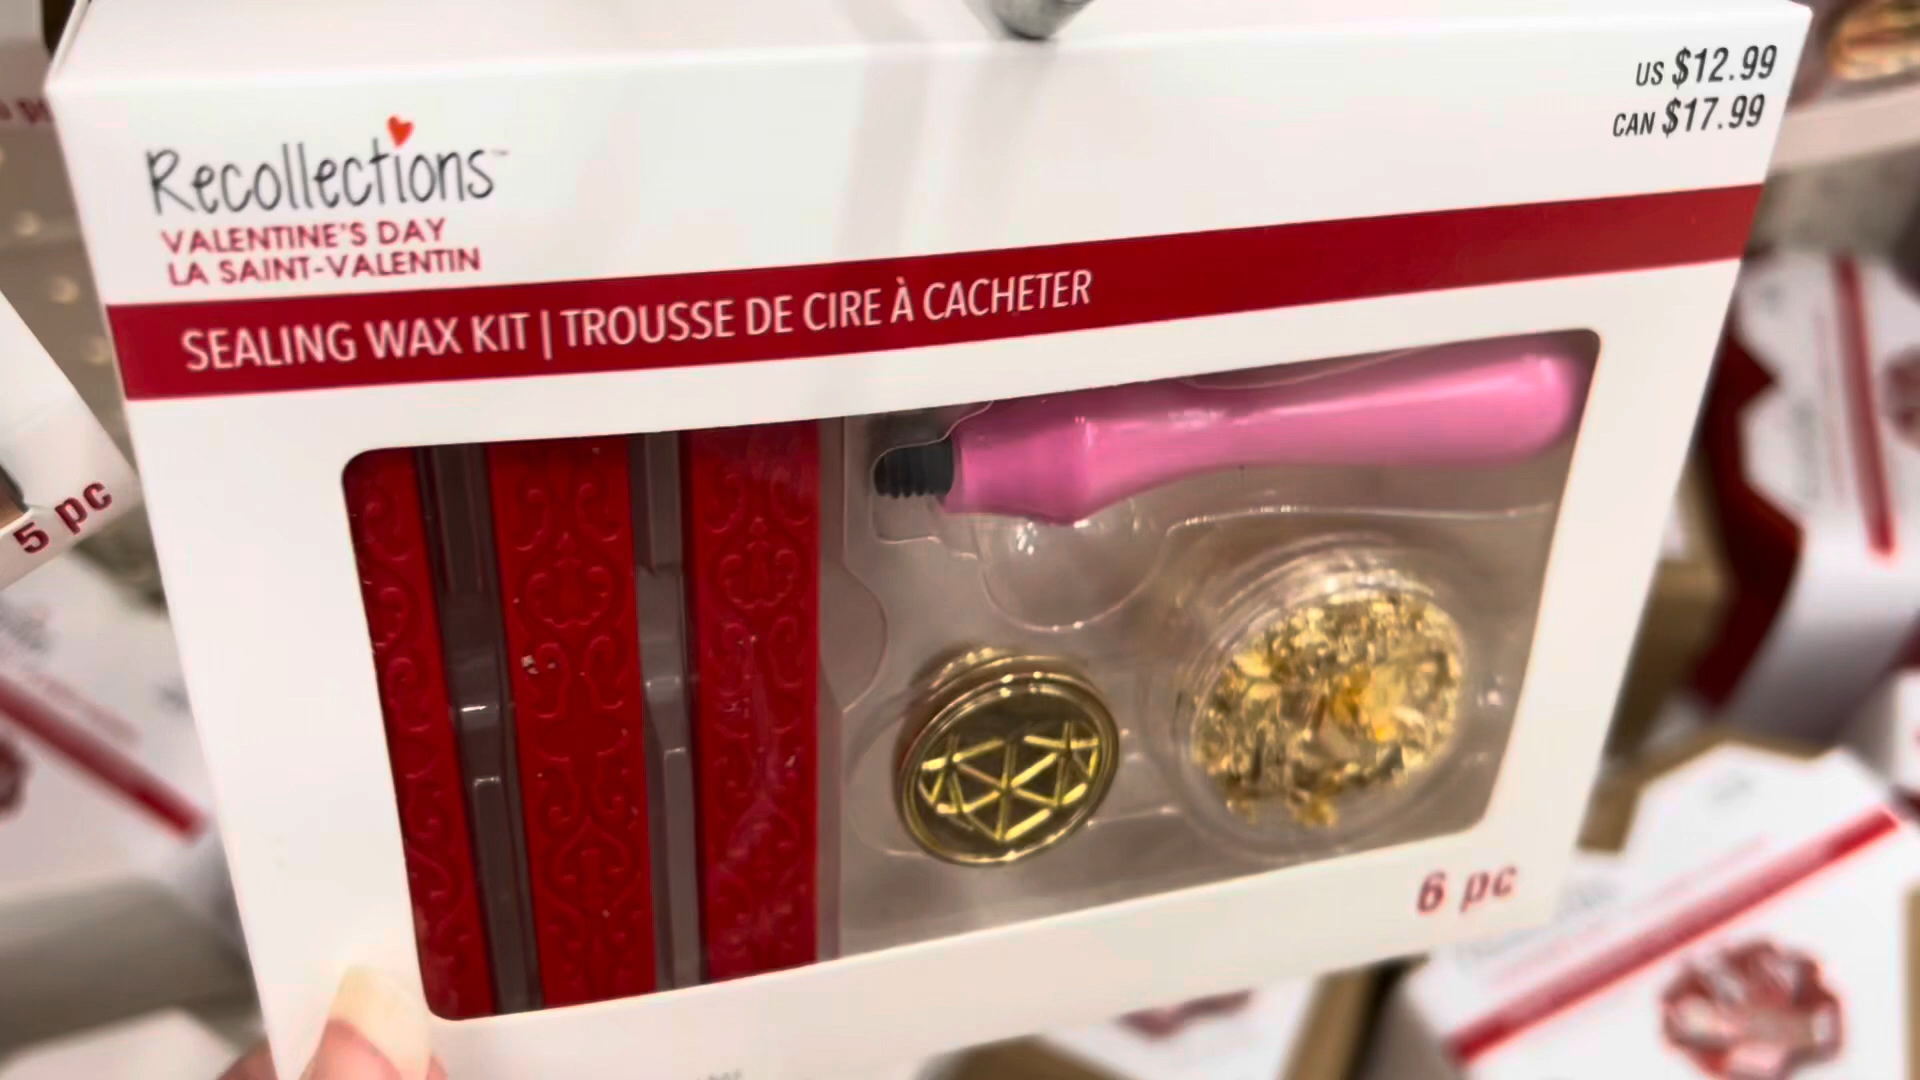 US $12.99
CAN $17.99
Recollections™
VALENTINE'S DAY
LA SAINT-VALENTIN
SEALING WAX KIT | TROUSSE DE CIRE À CACHETER
5 pc
6 pc